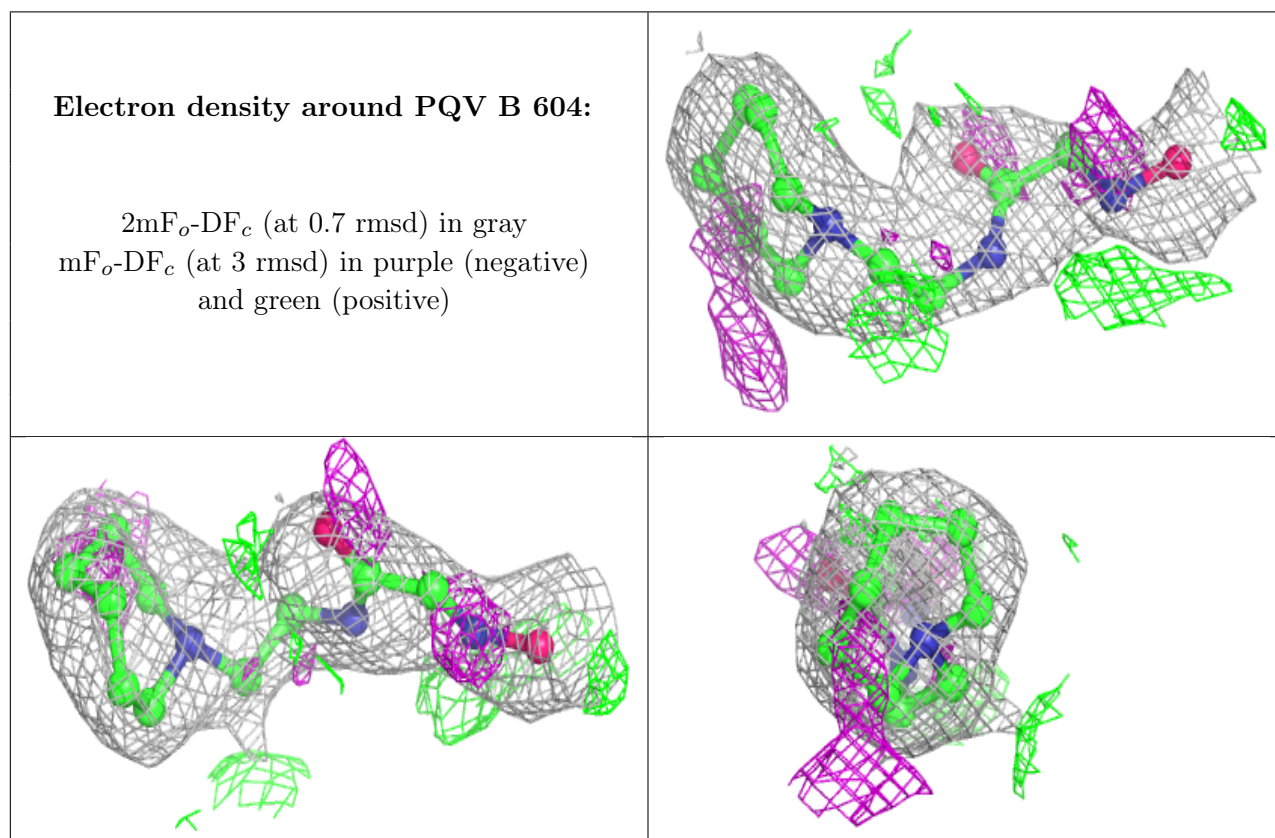 Electron density around PQV B 604:
2mFo-DFc (at 0.7 rmsd) in gray
mFo-DFc (at 3 rmsd) in purple (negative)
and green (positive)